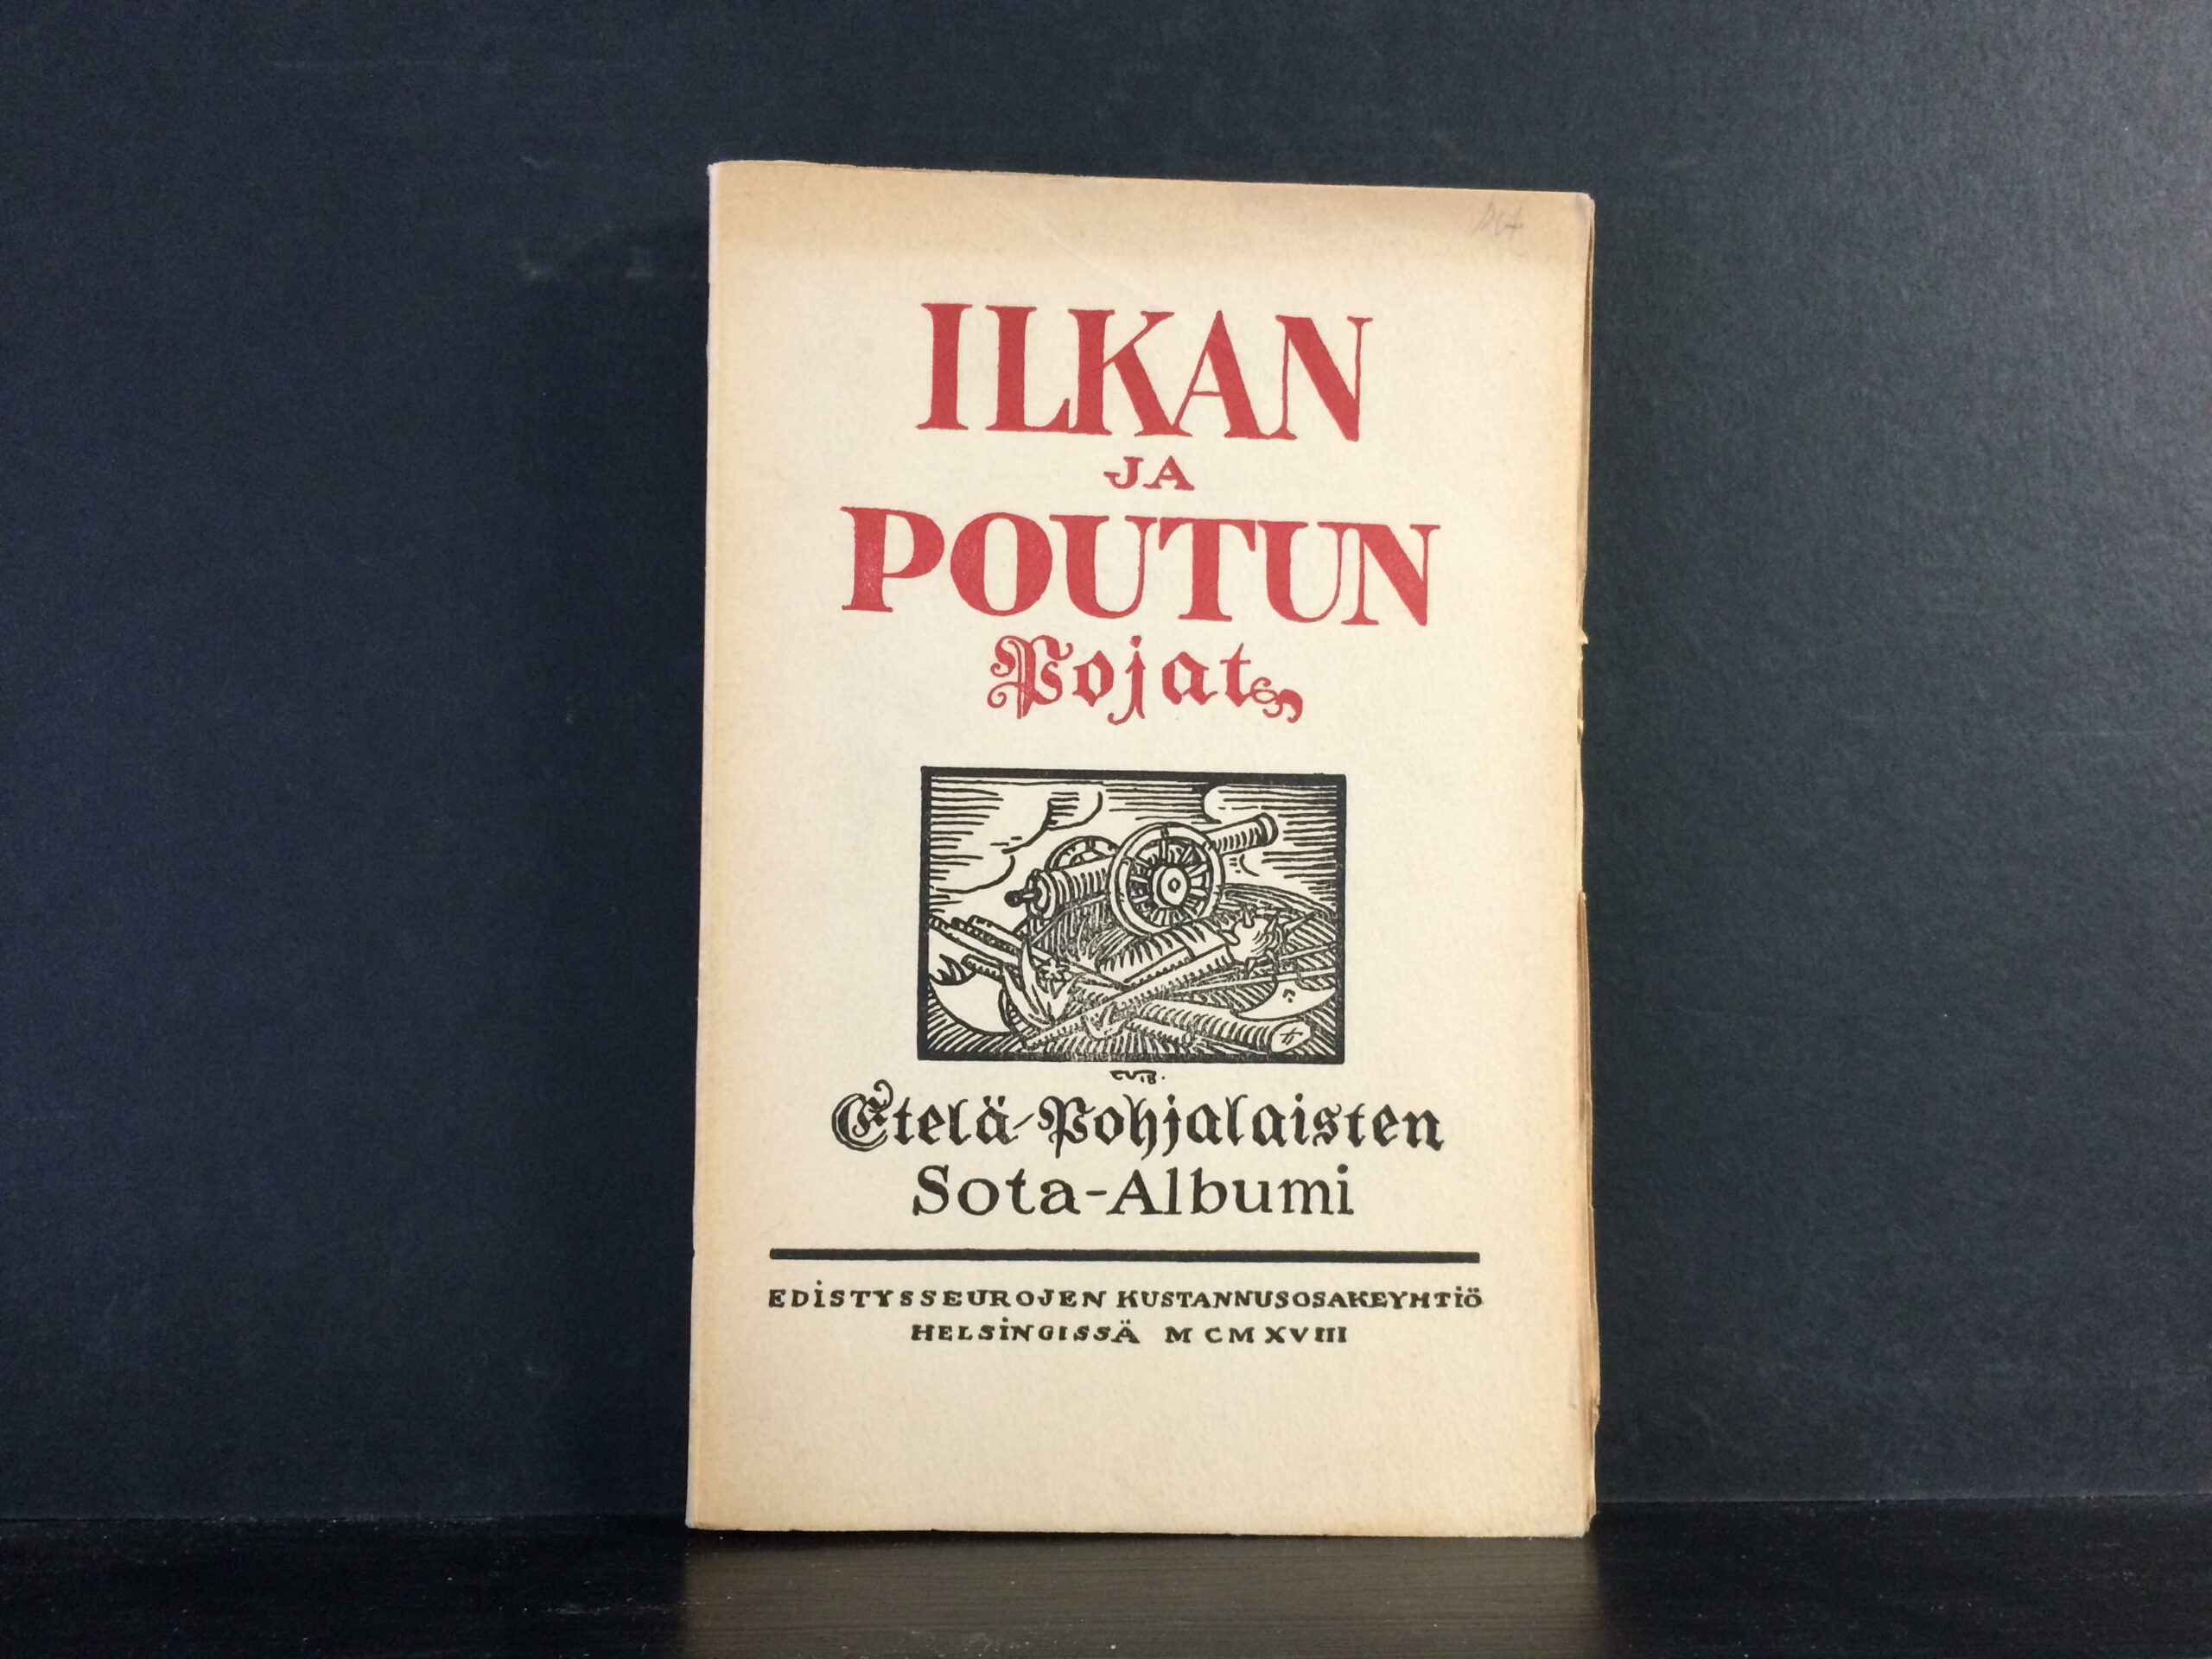 ILKAN
JA
POUTUN
Pojat
Etelä-Pohjalaisten
Sota-Albumi
EDISTYSSEUROJEN KUSTANNUSOSAKEYHTIÖ
HELSINGISSÄ MCMXVIII